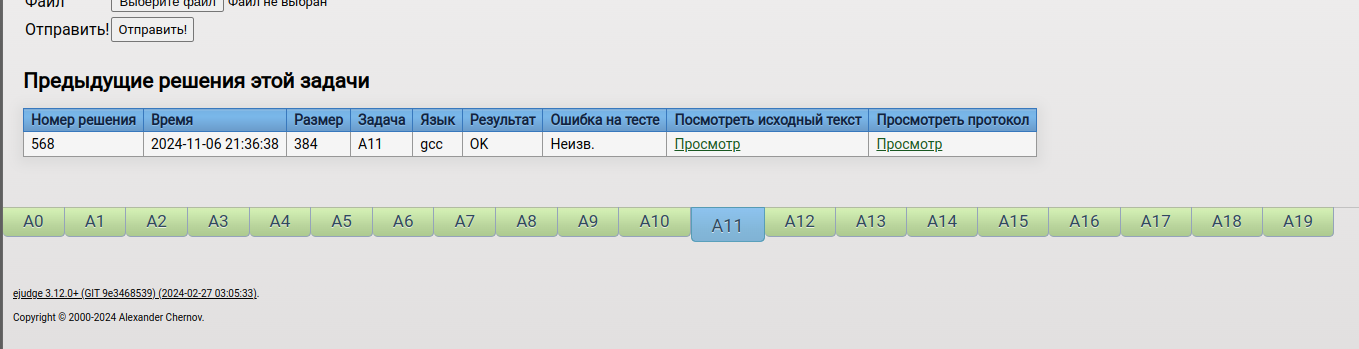 Файл Выберите файл Файл не выбран
Отправить! Отправить!
Предыдущие решения этой задачи
Номер решения Время Размер Задача Язык Результат Ошибка на тесте Посмотреть исходный текст Просмотреть протокол
568 2024-11-06 21:36:38 384 A11 gcc OK Неизв. Просмотр Просмотр
A0 A1 A2 A3 A4 A5 A6 A7 A8 A9 A10 A11 A12 A13 A14 A15 A16 A17 A18 A19
ejudge 3.12.0+ (GIT 9e3468539) (2024-02-27 03:05:33).
Copyright © 2000-2024 Alexander Chernov.